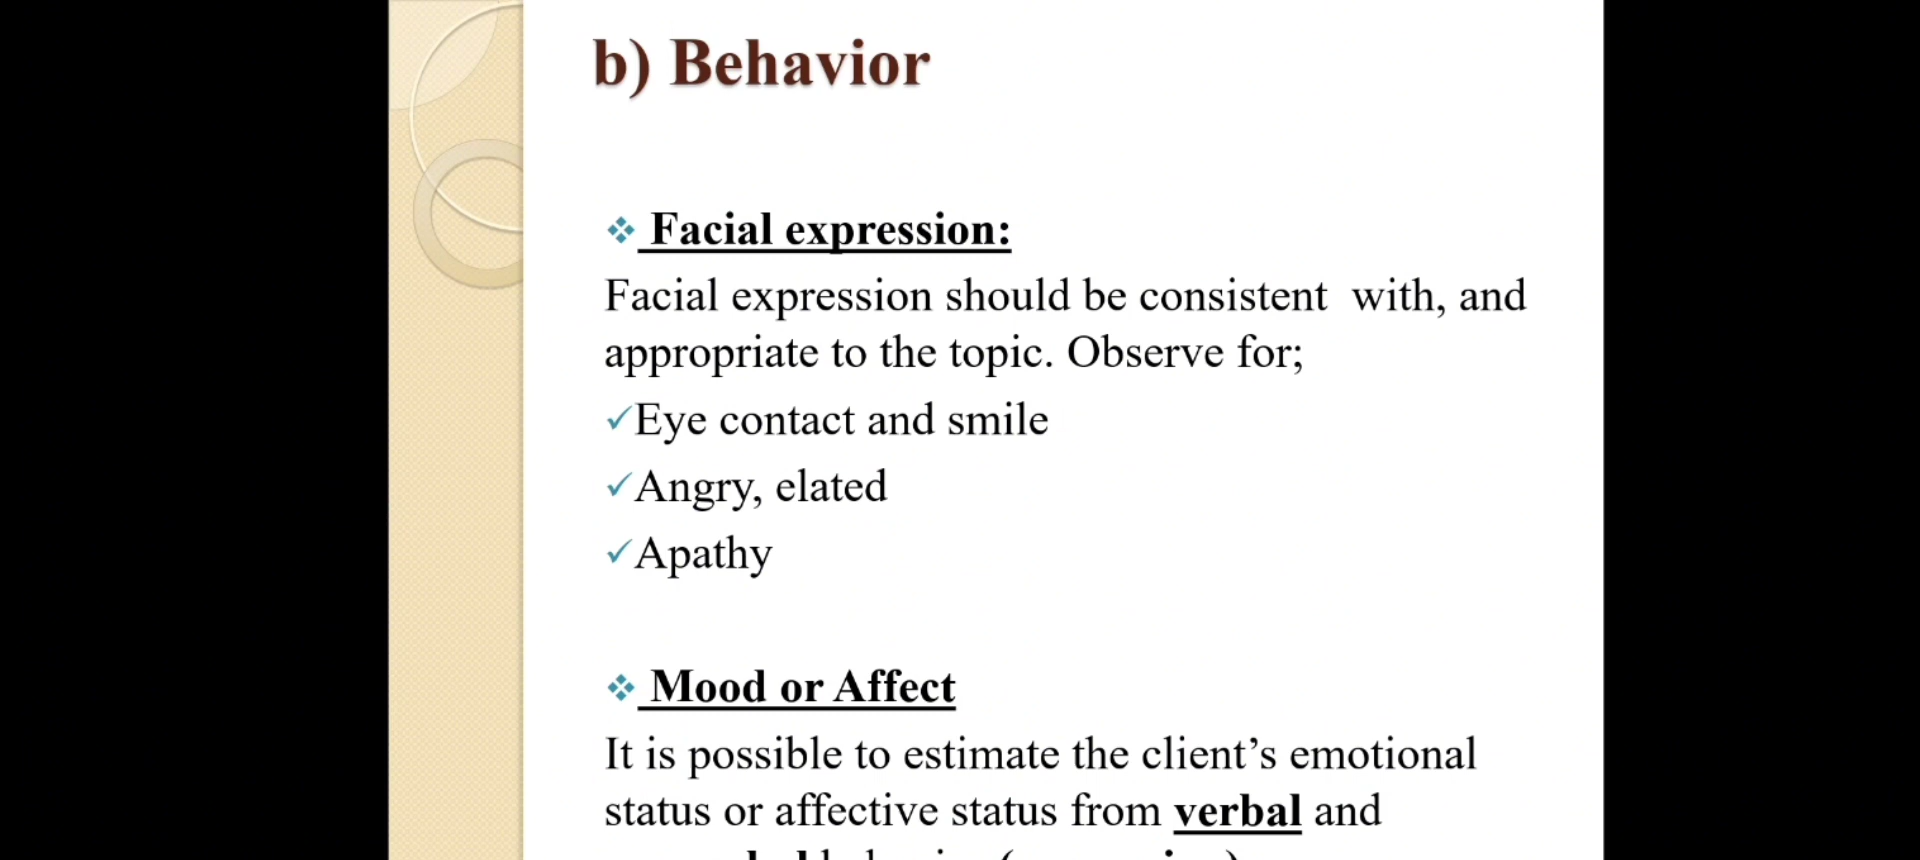 b) Behavior
❖ Facial expression:
Facial expression should be consistent with, and
appropriate to the topic. Observe for;
✓Eye contact and smile
✓Angry, elated
✓Apathy
❖ Mood or Affect
It is possible to estimate the client’s emotional
status or affective status from verbal and